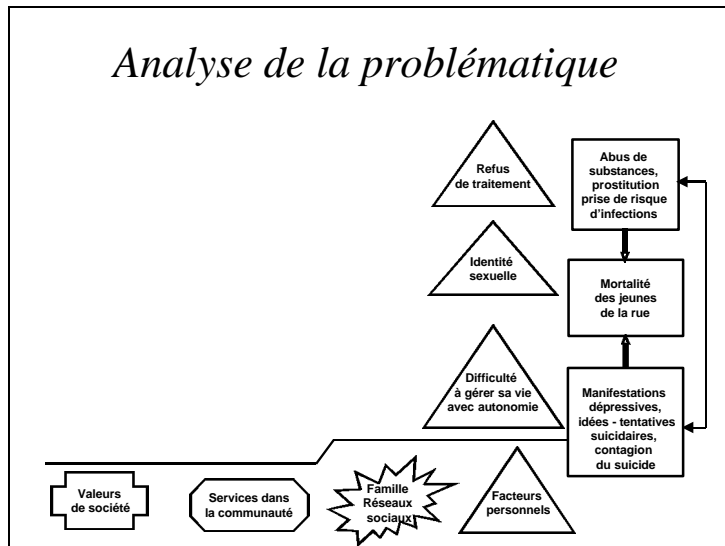 Analyse de la problématique
Refus
de traitement
Abus de
substances,
prostitution
prise de risque
d'infections
Identité
sexuelle
Mortalité
des jeunes
de la rue
Difficulté
à gérer sa vie
avec autonomie
Manifestations
dépressives,
idées - tentatives
suicidaires,
contagion
du suicide
Valeurs
de société
Services dans
la communauté
Famille
Réseaux
sociaux
Facteurs
personnels